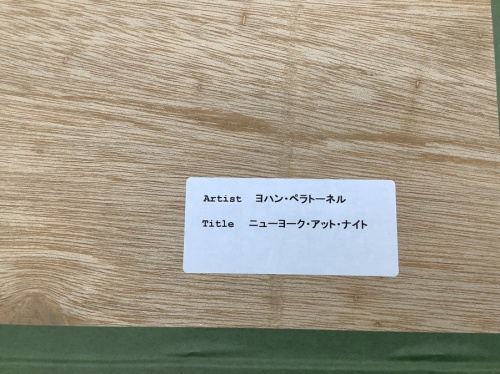 Artist ヨハン・ペラトーネル
Title ニューヨーク・アット・ナイト